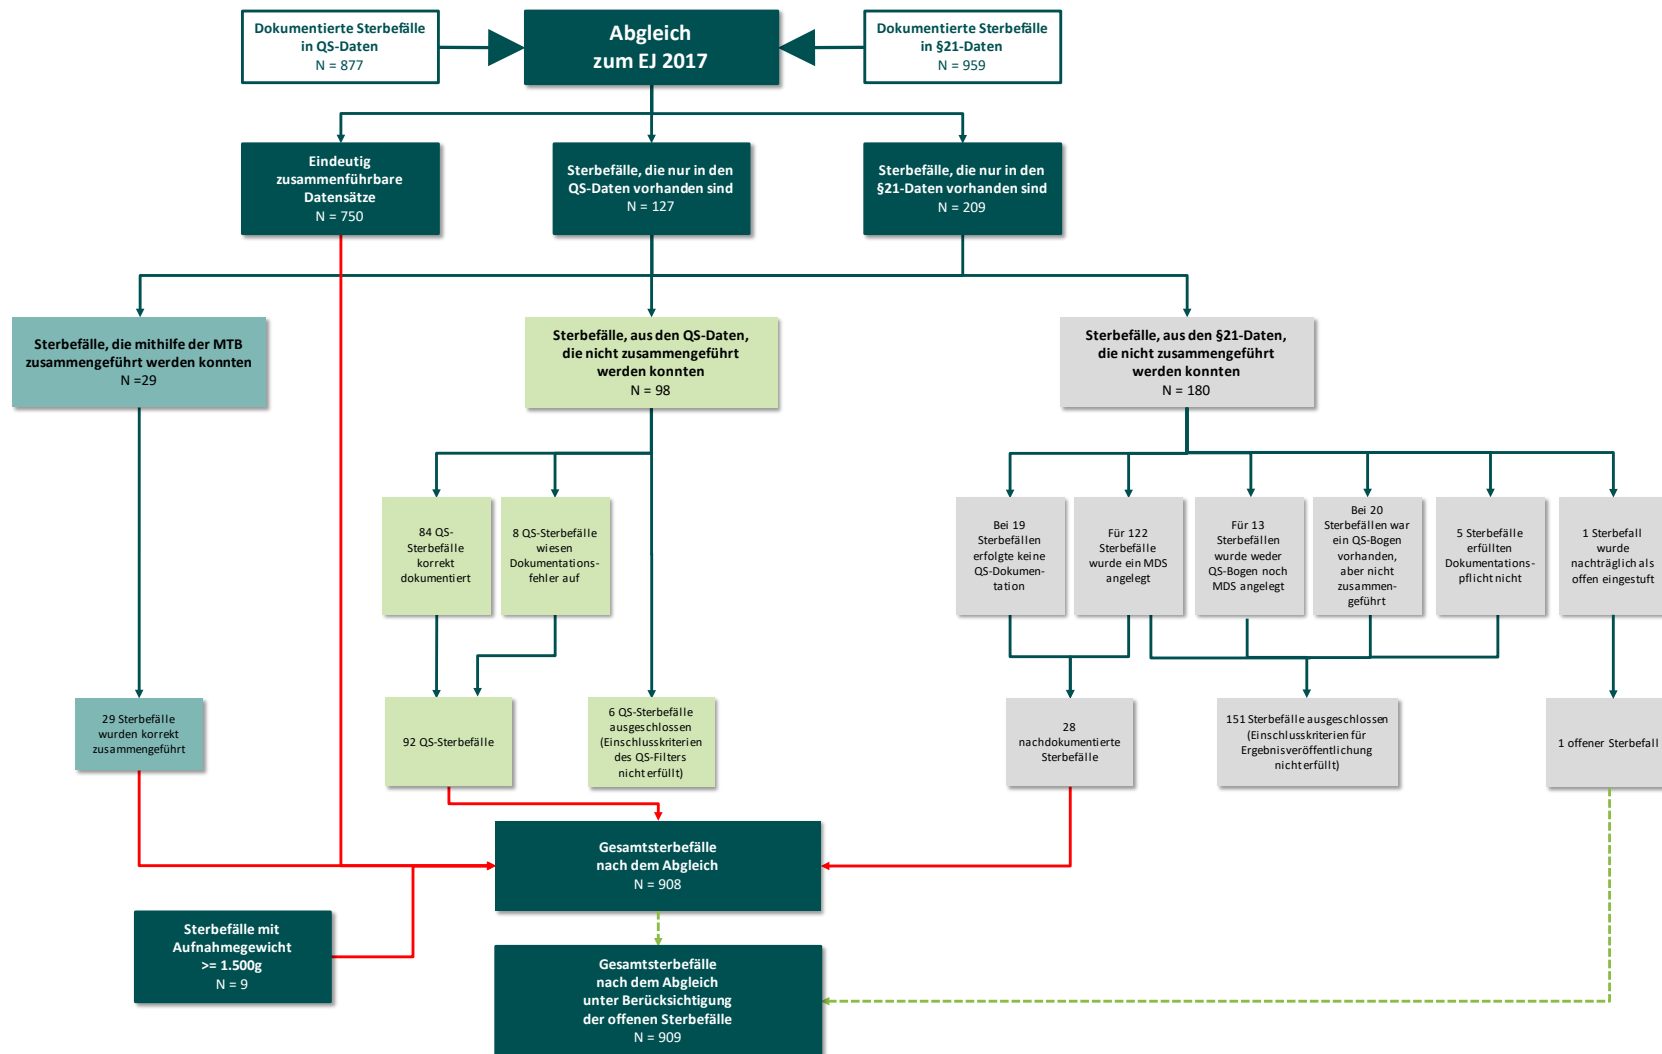 Dokumentierte Sterbefälle
in QS-Daten
N = 877
Abgleich
zum EJ 2017
Dokumentierte Sterbefälle
in §21-Daten
N = 959
Eindeutig
zusammenführbare
Datensätze
N = 750
Sterbefälle, die nur in den
QS-Daten vorhanden sind
N = 127
Sterbefälle, die nur in den
§21-Daten vorhanden sind
N = 209
Sterbefälle, die mithilfe der MTB
zusammengeführt werden konnten
N =29
Sterbefälle, aus den QS-Daten,
die nicht zusammengeführt
werden konnten
N = 98
Sterbefälle, aus den §21-Daten,
die nicht zusammengeführt
werden konnten
N = 180
84 QS-
Sterbefälle
korrekt
dokumentiert
8 QS-Sterbefälle
wiesen
Dokumentations-
fehler auf
Bei 19
Sterbefällen
erfolgte keine
QS-Dokumen-
tation
Für 122
Sterbefälle
wurde ein MDS
angelegt
Für 13
Sterbefällen
wurde weder
QS-Bogen noch
MDS angelegt
Bei 20
Sterbefällen war
ein QS-Bogen
vorhanden,
aber nicht
zusammen-
geführt
5 Sterbefälle
erfüllten
Dokumentations-
pflicht nicht
1 Sterbefall
wurde
nachträglich als
offen eingestuft
29 Sterbefälle
wurden korrekt
zusammengeführt
92 QS-Sterbefälle
6 QS-Sterbefälle
ausgeschlossen
(Einschlusskriterien
des QS-Filters
nicht erfüllt)
28
nachdokumentierte
Sterbefälle
151 Sterbefälle ausgeschlossen
(Einschlusskriterien für
Ergebnisveröffentlichung
nicht erfüllt)
1 offener Sterbefall
Gesamtsterbefälle
nach dem Abgleich
N = 908
Sterbefälle mit
Aufnahmegewicht
>= 1.500g
N = 9
Gesamtsterbefälle
nach dem Abgleich
unter Berücksichtigung
der offenen Sterbefälle
N = 909